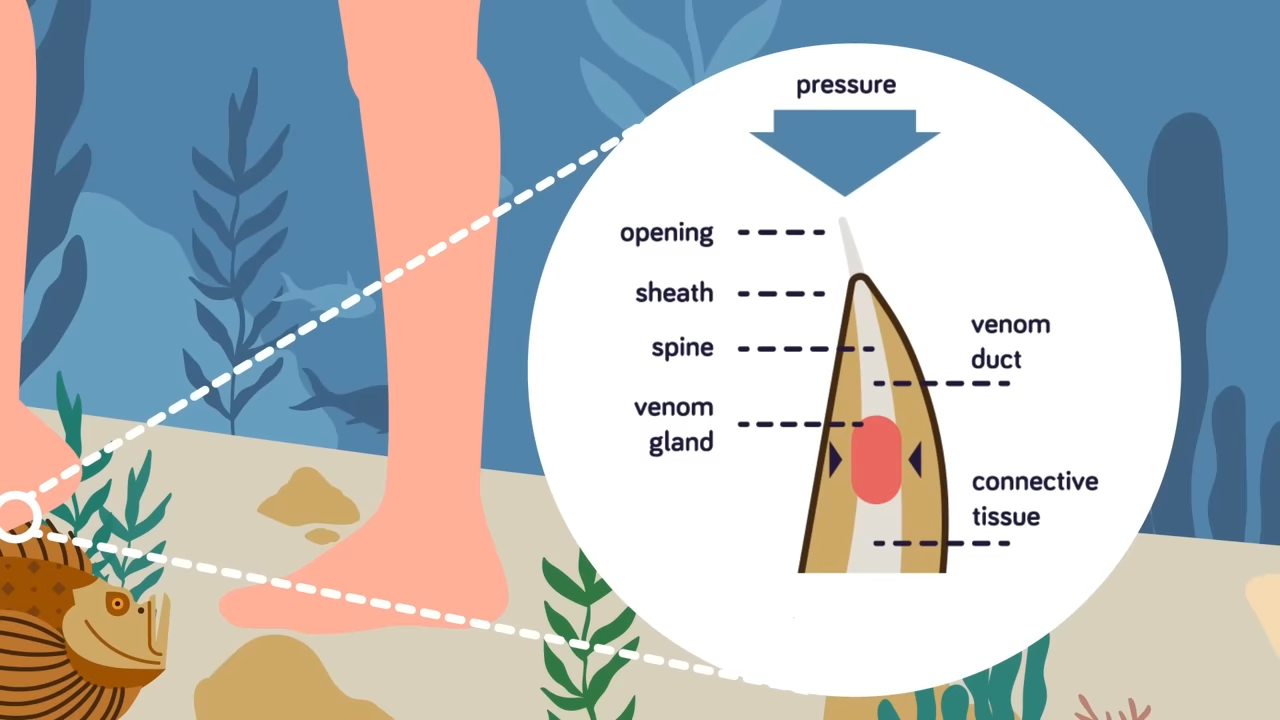 pressure
opening
sheath
spine
venom
gland
venom
duct
connective
tissue